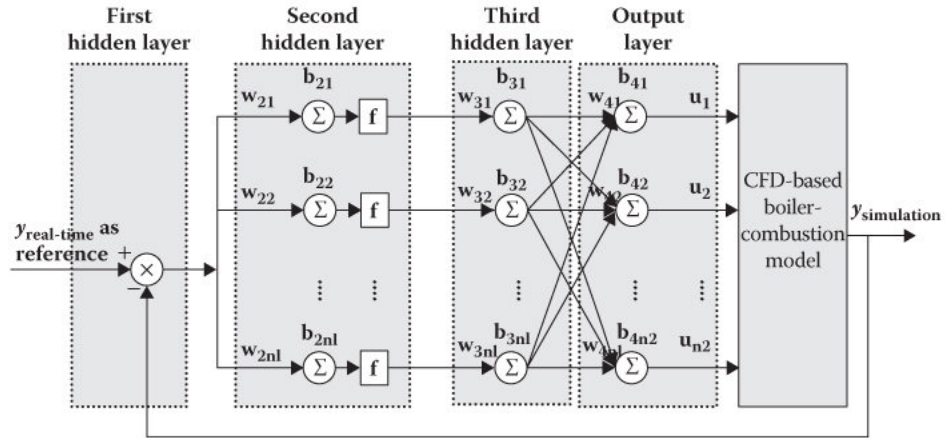 First
hidden layer
Second
hidden layer
Third
hidden layer
Output
layer
b21
b31
b41
w21
Σ
f
w31
Σ
w41
Σ
u1
b22
b32
b42
w22
Σ
f
w32
Σ
w42
Σ
u2
CFD-based
boiler-
combustion
model
ysimulation
yreal-time as
reference
+
×
−
...
...
...
...
...
b2nl
b3nl
b4n2
w2nl
Σ
f
w3nl
Σ
w4nl
Σ
un2